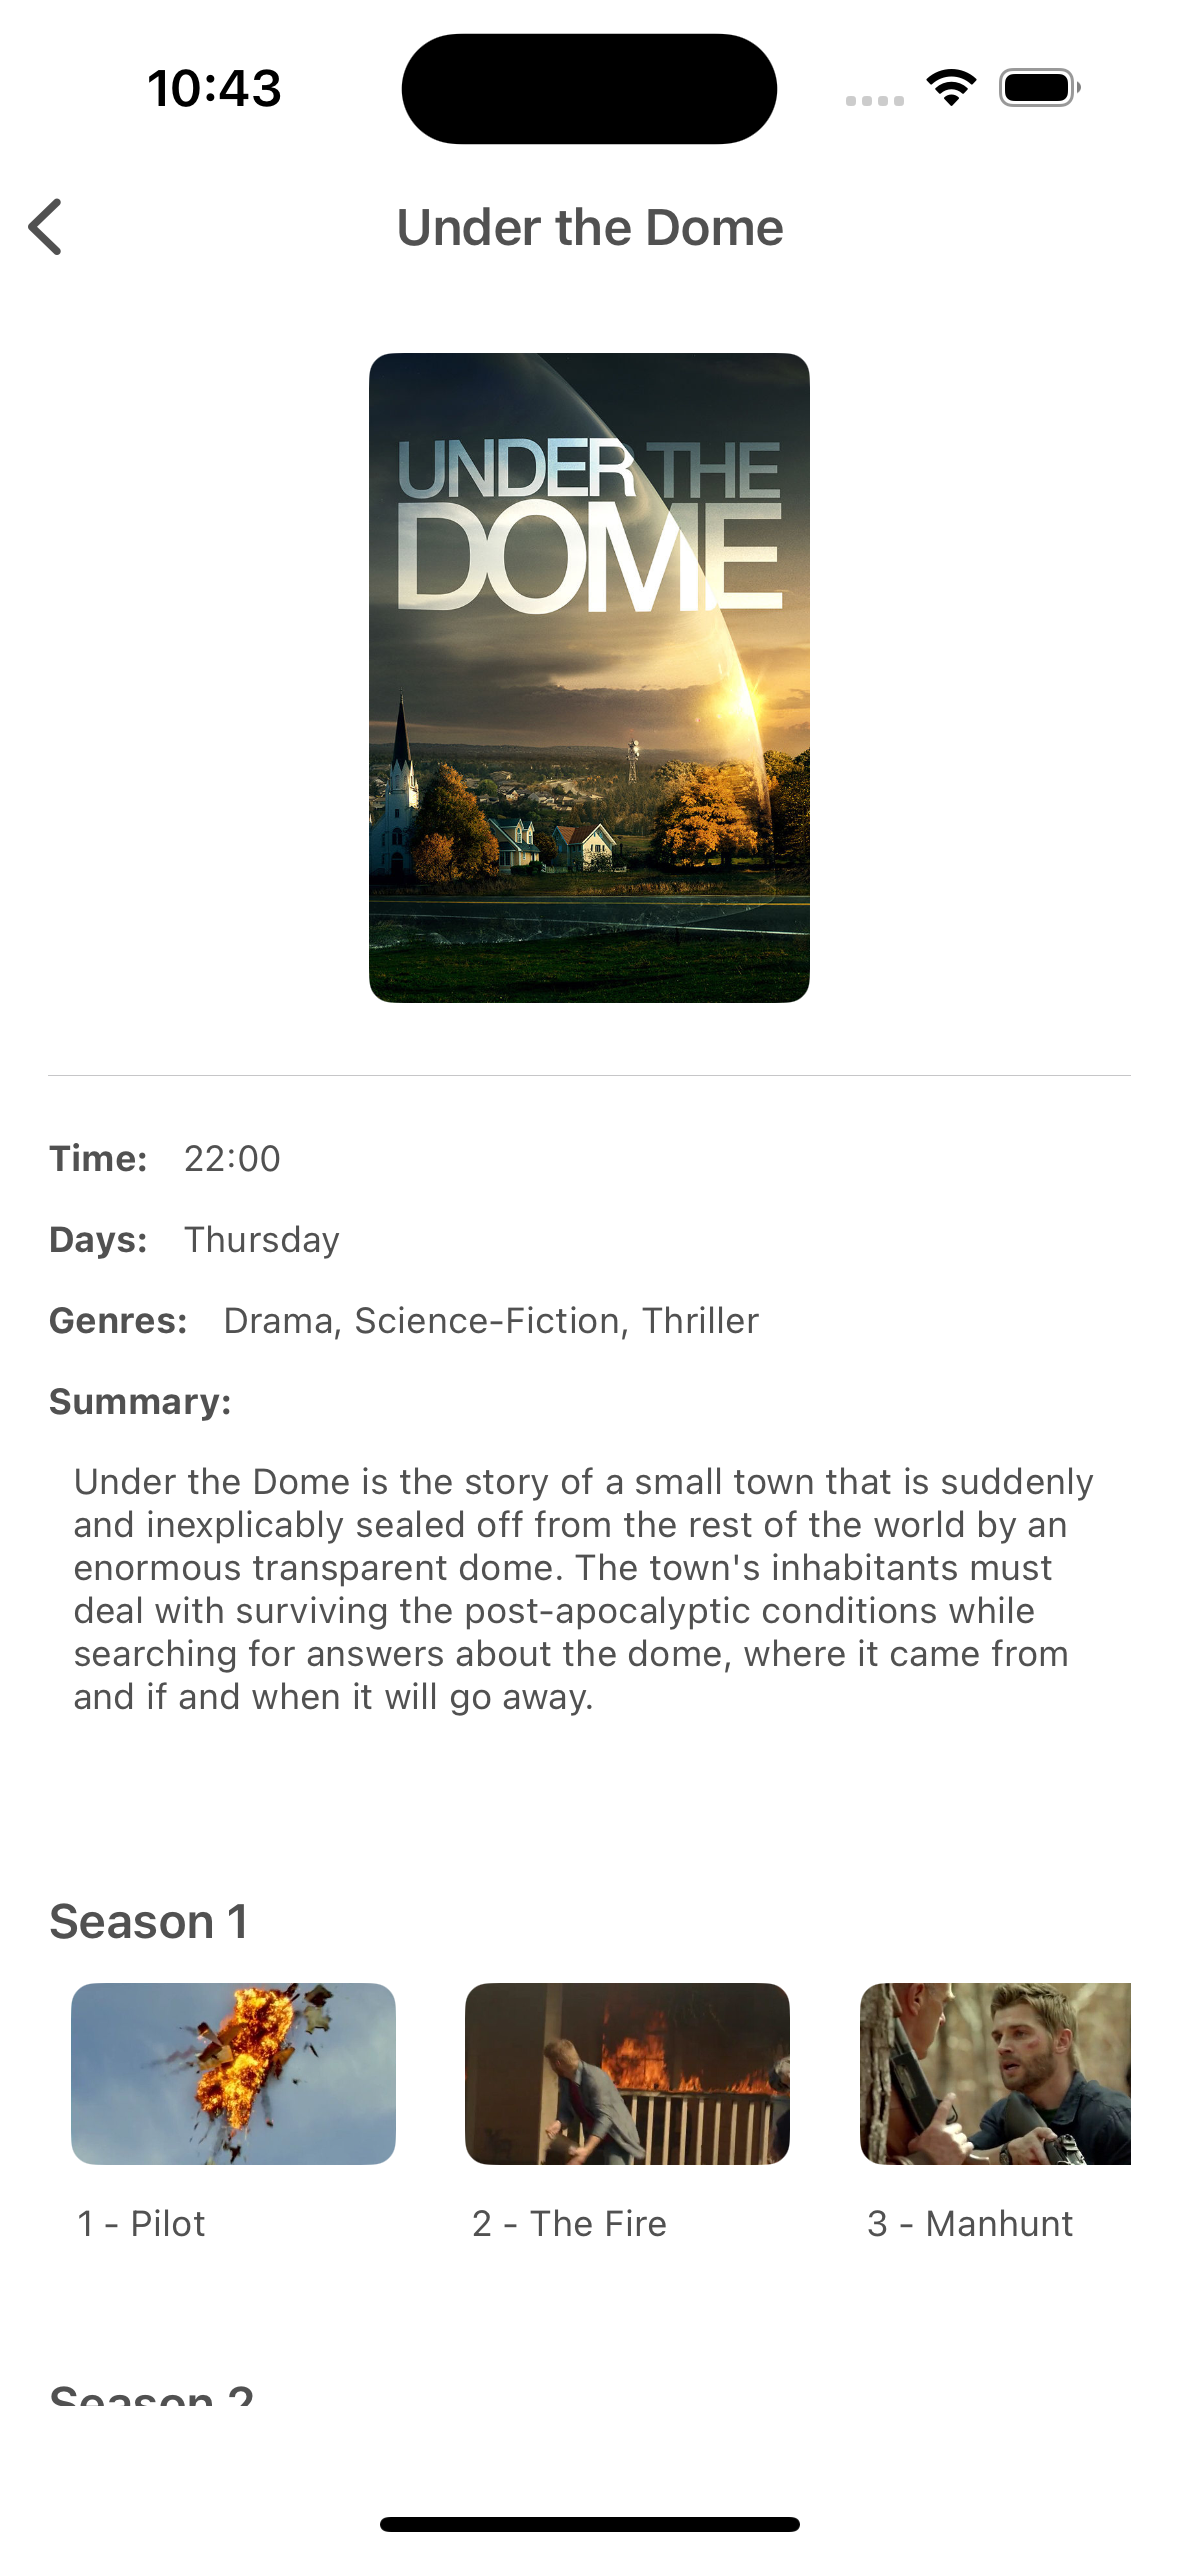 10:43
Under the Dome
UNDER THE
DOME
Time: 22:00
Days: Thursday
Genres: Drama, Science-Fiction, Thriller
Summary:
Under the Dome is the story of a small town that is suddenly
and inexplicably sealed off from the rest of the world by an
enormous transparent dome. The town's inhabitants must
deal with surviving the post-apocalyptic conditions while
searching for answers about the dome, where it came from
and if and when it will go away.
Season 1
1 - Pilot
2 - The Fire
3 - Manhunt
Season 2